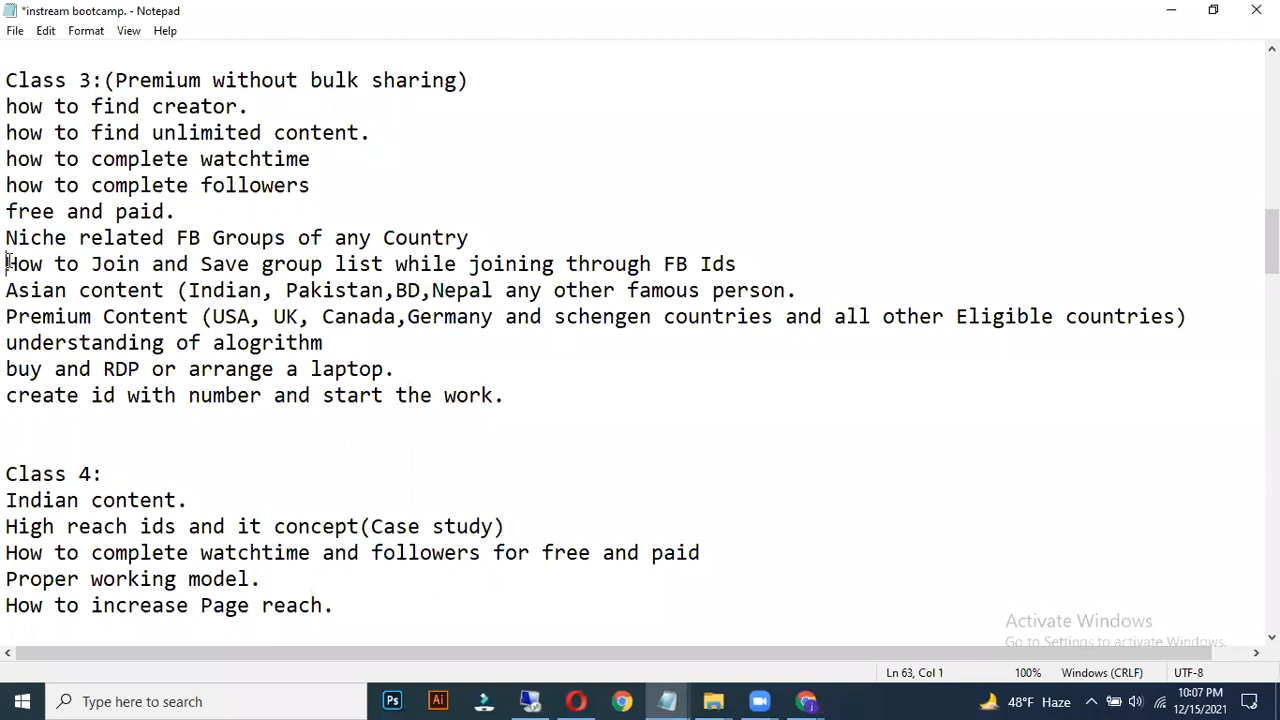 *instream bootcamp. - Notepad
File Edit Format View Help
Class 3:(Premium without bulk sharing)
how to find creator.
how to find unlimited content.
how to complete watchtime
how to complete followers
free and paid.
Niche related FB Groups of any Country
How to Join and Save group list while joining through FB Ids
Asian content (Indian, Pakistan,BD,Nepal any other famous person.
Premium Content (USA, UK, Canada,Germany and schengen countries and all other Eligible countries)
understanding of alogrithm
buy and RDP or arrange a laptop.
create id with number and start the work.
Class 4:
Indian content.
High reach ids and it concept(Case study)
How to complete watchtime and followers for free and paid
Proper working model.
How to increase Page reach.
Activate Windows
Go to Settings to activate Windows.
Ln 63, Col 1 100% Windows (CRLF) UTF-8
Type here to search Ps Ai 48°F Haze 10:07 PM
12/15/2021